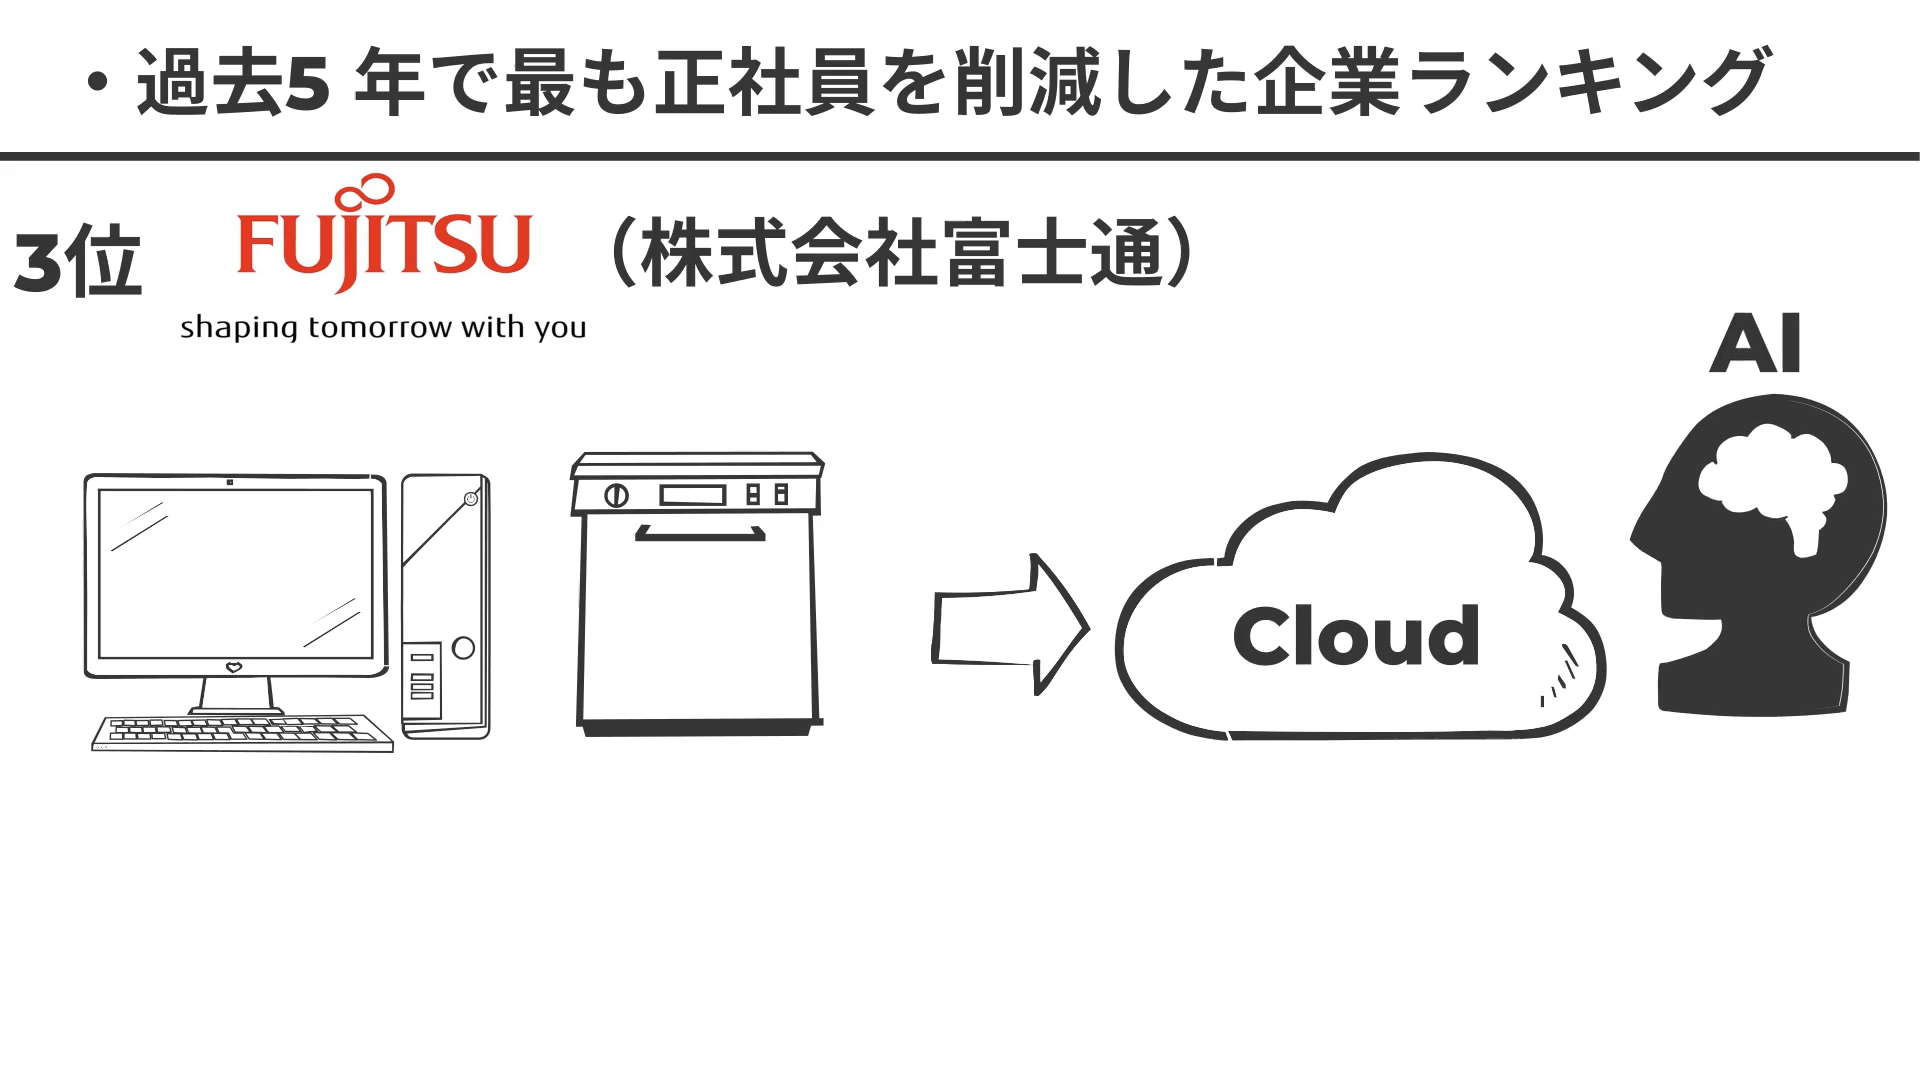 ・過去5 年で最も正社員を削減した企業ランキング
3位
FUJITSU
(株式会社富士通)
shaping tomorrow with you
AI
Cloud